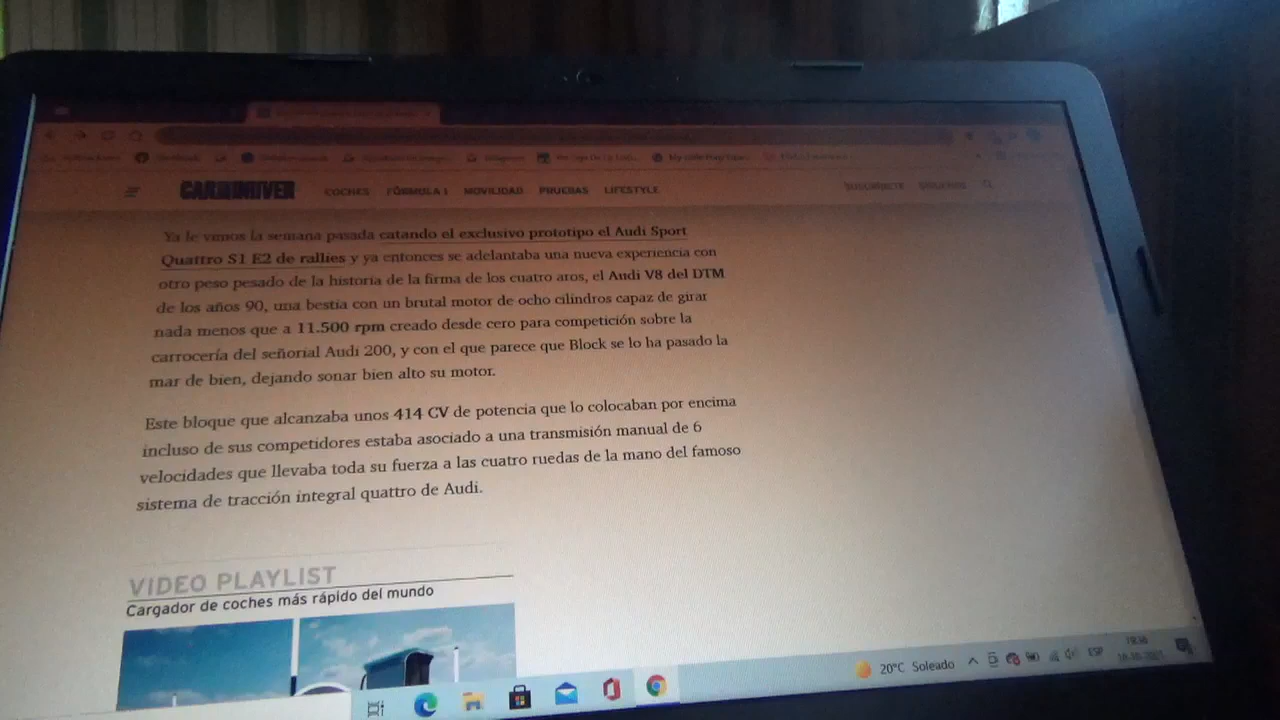 CAR AND DRIVER
COCHES FÓRMULA 1 MOVILIDAD PRUEBAS LIFESTYLE
SUSCRÍBETE SÍGUENOS
Ya le vimos la semana pasada catando el exclusivo prototipo el Audi Sport
Quattro S1 E2 de rallies y ya entonces se adelantaba una nueva experiencia con
otro peso pesado de la historia de la firma de los cuatro aros, el Audi V8 del DTM
de los años 90, una bestia con un brutal motor de ocho cilindros capaz de girar
nada menos que a 11.500 rpm creado desde cero para competición sobre la
carrocería del señorial Audi 200, y con el que parece que Block se lo ha pasado la
mar de bien, dejando sonar bien alto su motor.
Este bloque que alcanzaba unos 414 CV de potencia que lo colocaban por encima
incluso de sus competidores estaba asociado a una transmisión manual de 6
velocidades que llevaba toda su fuerza a las cuatro ruedas de la mano del famoso
sistema de tracción integral quattro de Audi.
VIDEO PLAYLIST
Cargador de coches más rápido del mundo
20°C Soleado
ESP